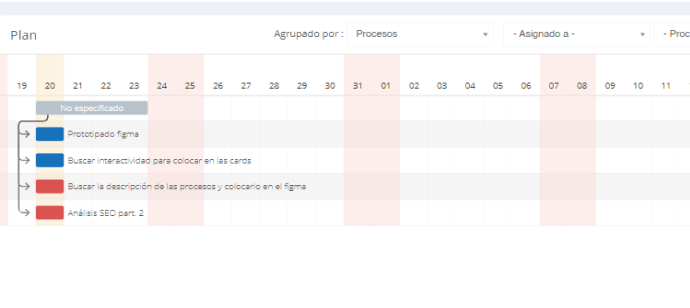 Plan
Agrupado por : Procesos - Asignado a - - Proc
19 20 21 22 23 24 25 26 27 28 29 30 31 01 02 03 04 05 06 07 08 09 10 11
No especificado
Prototipado figma
Buscar interactividad para colocar en las cards
Buscar la descripción de las procesos y colocarlo en el figma
Análisis SEO part. 2